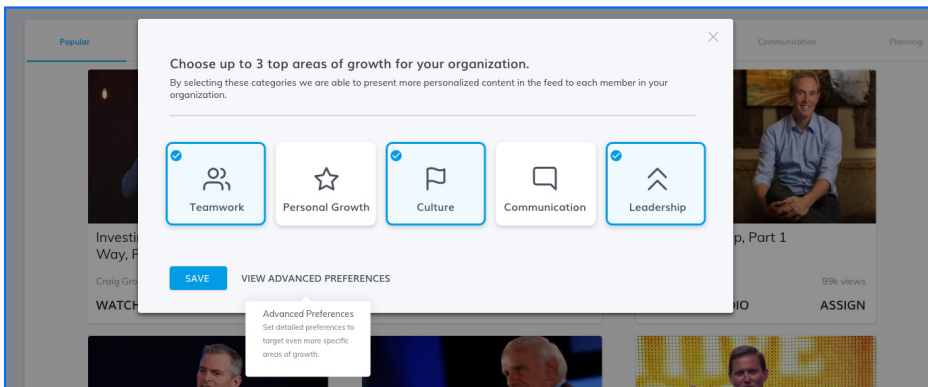 Popular
Communication
Planning
Choose up to 3 top areas of growth for your organization.
By selecting these categories we are able to present more personalized content in the feed to each member in your
organization.
Teamwork
Personal Growth
Culture
Communication
Leadership
Investi
Way, P
p, Part 1
Craig Gro
99k views
SAVE
VIEW ADVANCED PREFERENCES
WATCH
DIO
ASSIGN
Advanced Preferences
Set detailed preferences to
target even more specific
areas of growth.